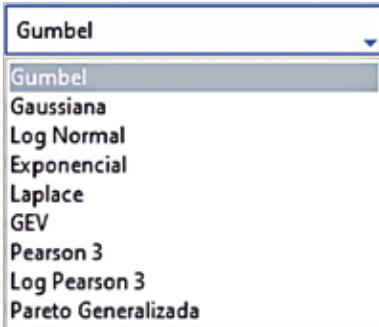 Gumbel
Gumbel
Gaussiana
Log Normal
Exponencial
Laplace
GEV
Pearson 3
Log Pearson 3
Pareto Generalizada